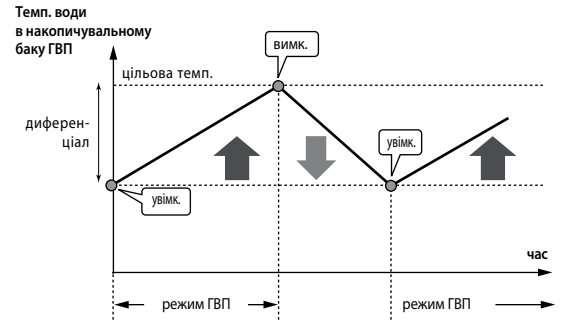 Темп. води
в накопичувальному
баку ГВП
вимк.
цільова темп.
диферен-
ціал
увімк.
увімк.
час
режим ГВП
режим ГВП